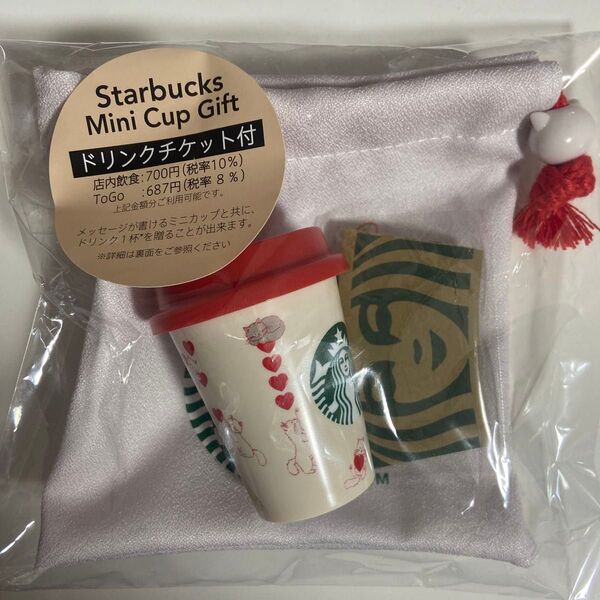 Starbucks
Mini Cup Gift
ドリンクチケット付
店内飲食:700円(税率10%)
ToGo :687円(税率 8%)
上記金額分ご利用可能です。
メッセージが書けるミニカップと共に、
ドリンク1杯*を贈ることが出来ます。
※詳細は裏面をご参照ください
TM